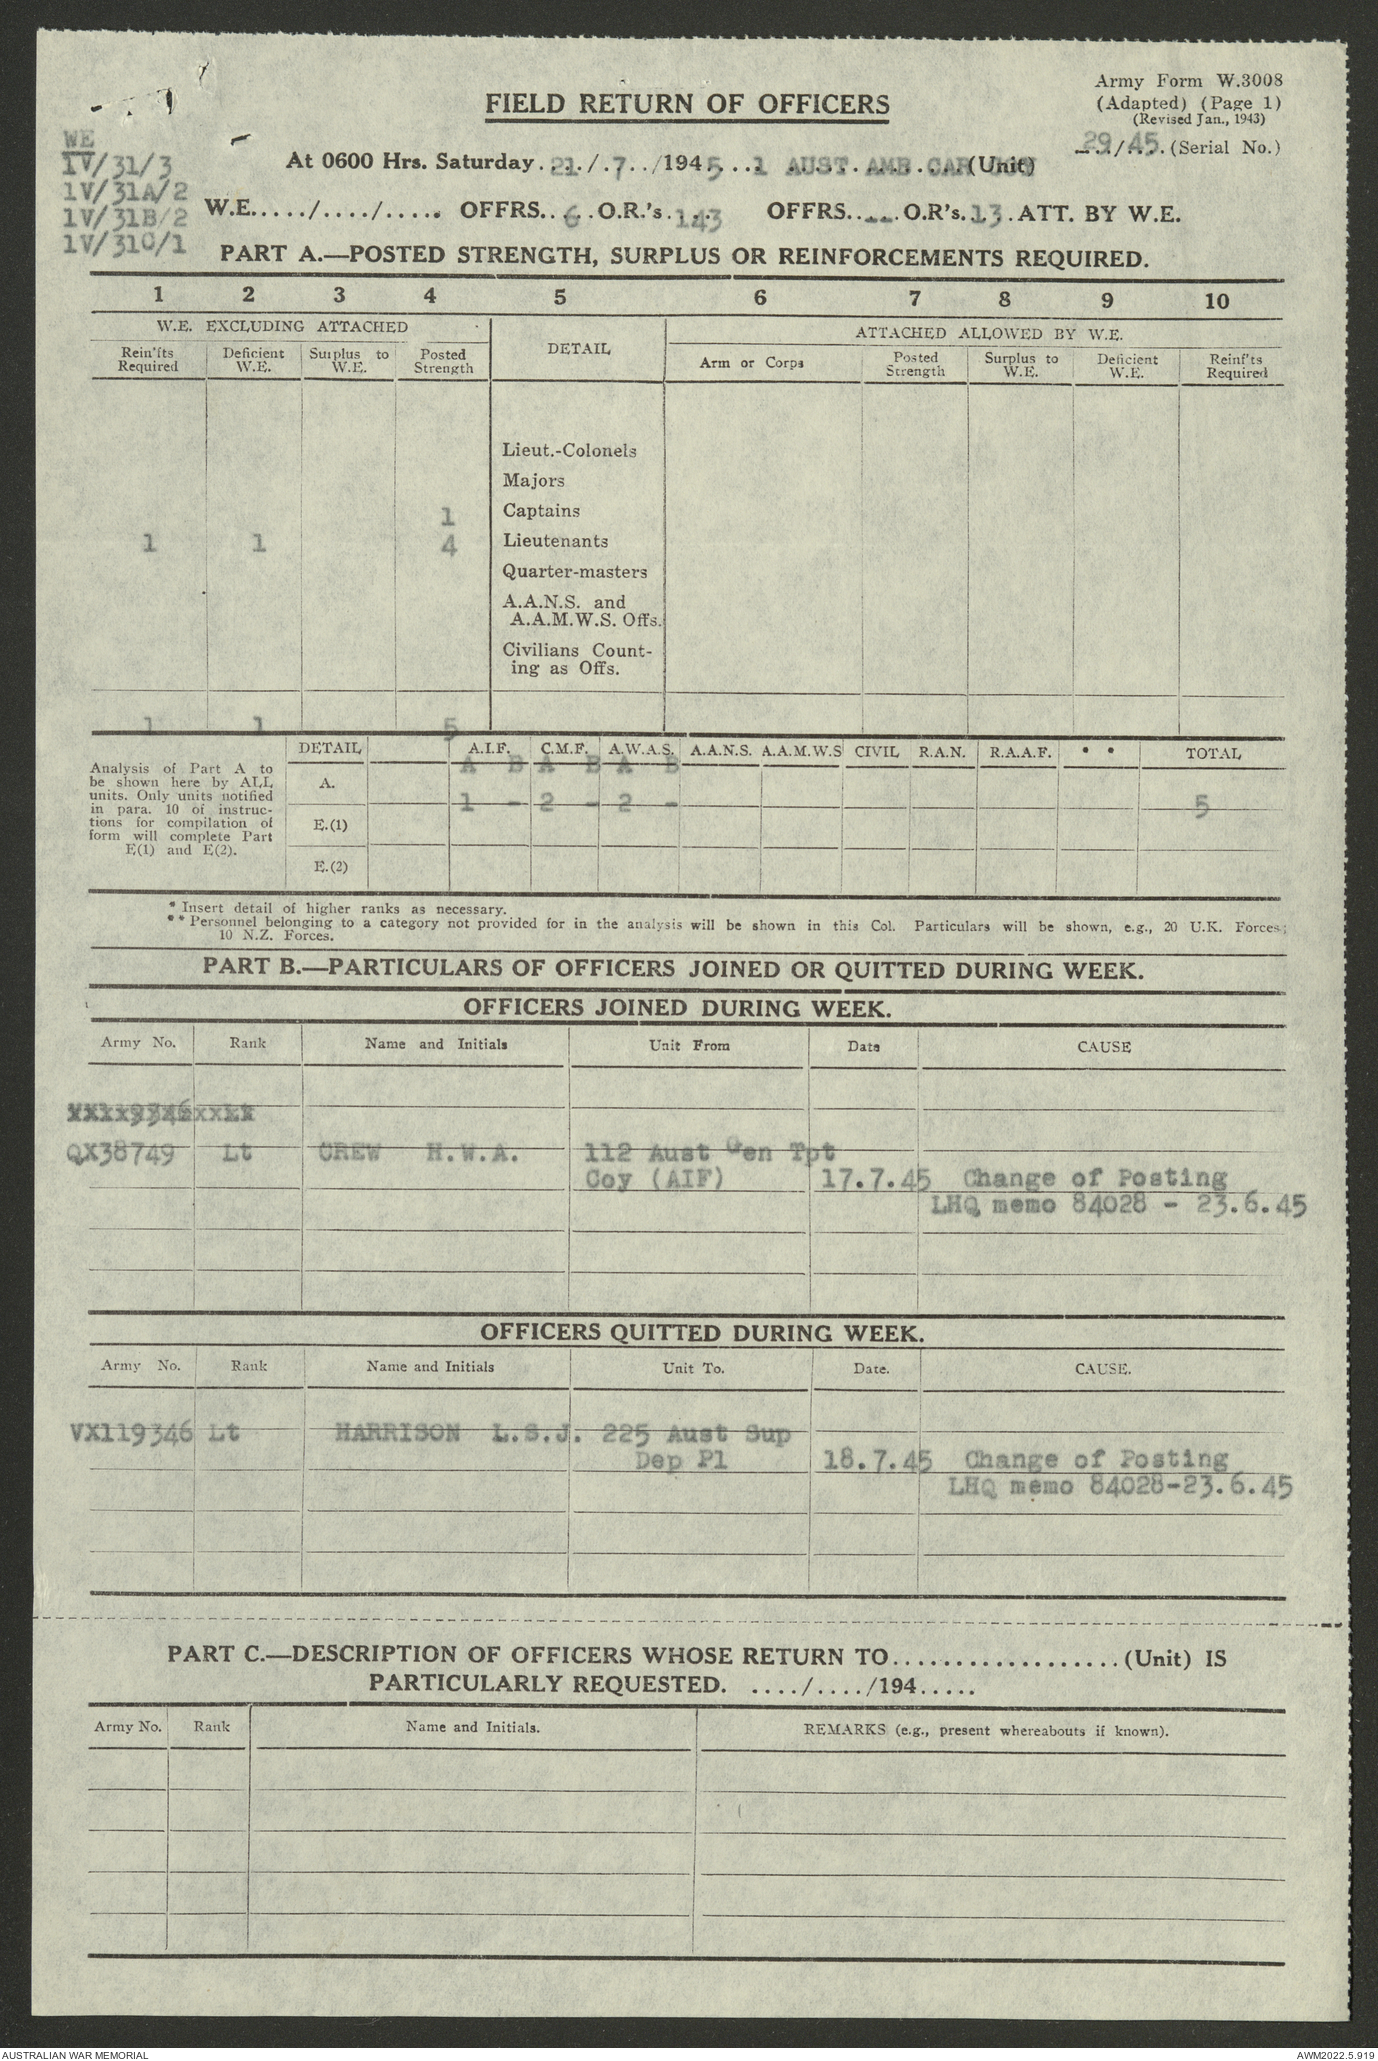 Army Form W.3008
FIELD RETURN OF OFFICERS
(Adapted) (Page 1)
(Revised Jan., 1943)
WE
1V/31/3
1V/31A/2
1V/31B/2
1V/31C/1
29/45. (Serial No.)
At 0600 Hrs. Saturday. 21./.7../1945...1 AUST. AMB. CAR (Unit)
W.E...../..../..... OFFRS..6...O.R.'s.143 OFFRS..--..O.R's.13.ATT. BY W.E.
PART A.—POSTED STRENGTH, SURPLUS OR REINFORCEMENTS REQUIRED.
1 2 3 4 5 6 7 8 9 10
W.E. EXCLUDING ATTACHED DETAIL ATTACHED ALLOWED BY W.E.
Rein'fts Required Deficient W.E. Surplus to W.E. Posted Strength Arm or Corps Posted Strength Surplus to W.E. Deficient W.E. Reinf'ts Required
Lieut.-Colonels
Majors
1 Captains
1 1 4 Lieutenants
Quarter-masters
A.A.N.S. and
A.A.M.W.S. Offs.
Civilians Count-
ing as Offs.
1 1 5
DETAIL A.I.F. C.M.F. A.W.A.S. A.A.N.S. A.A.M.W.S CIVIL R.A.N. R.A.A.F. * * TOTAL
A B A B A B
Analysis of Part A to
be shown here by ALL
units. Only units notified
in para. 10 of instruc-
tions for compilation of
form will complete Part
E(1) and E(2).
A.
1 - 2 - 2 - 5
E.(1)
E.(2)
* Insert detail of higher ranks as necessary.
* * Personnel belonging to a category not provided for in the analysis will be shown in this Col. Particulars will be shown, e.g., 20 U.K. Forces;
10 N.Z. Forces.
PART B.—PARTICULARS OF OFFICERS JOINED OR QUITTED DURING WEEK.
OFFICERS JOINED DURING WEEK.
Army No. Rank Name and Initials Unit From Date CAUSE
QX38749 Lt CREW H.W.A. 112 Aust Gen Tpt
Coy (AIF) 17.7.45 Change of Posting
LHQ memo 84028 - 23.6.45
OFFICERS QUITTED DURING WEEK.
Army No. Rank Name and Initials Unit To. Date. CAUSE.
VX119346 Lt HARRISON L.S.J. 225 Aust Sup
Dep Pl 18.7.45 Change of Posting
LHQ memo 84028-23.6.45
PART C.—DESCRIPTION OF OFFICERS WHOSE RETURN TO..................(Unit) IS
PARTICULARLY REQUESTED. ..../..../194.....
Army No. Rank Name and Initials. REMARKS (e.g., present whereabouts if known).
AUSTRALIAN WAR MEMORIAL AWM2022.5.919